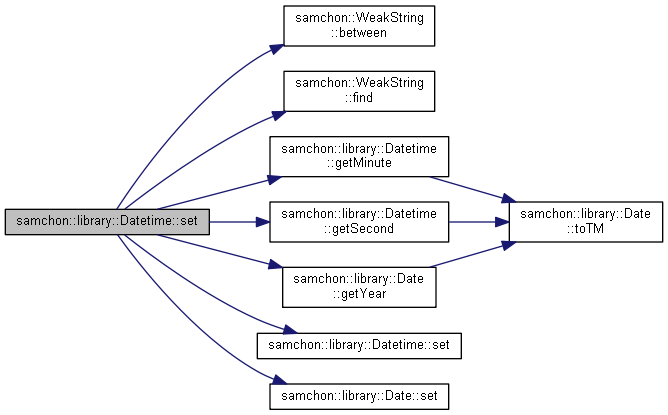 samchon::WeakString
::between
samchon::WeakString
::find
samchon::library::Datetime
::getMinute
samchon::library::Datetime::set
samchon::library::Datetime
::getSecond
samchon::library::Date
::toTM
samchon::library::Date
::getYear
samchon::library::Datetime::set
samchon::library::Date::set